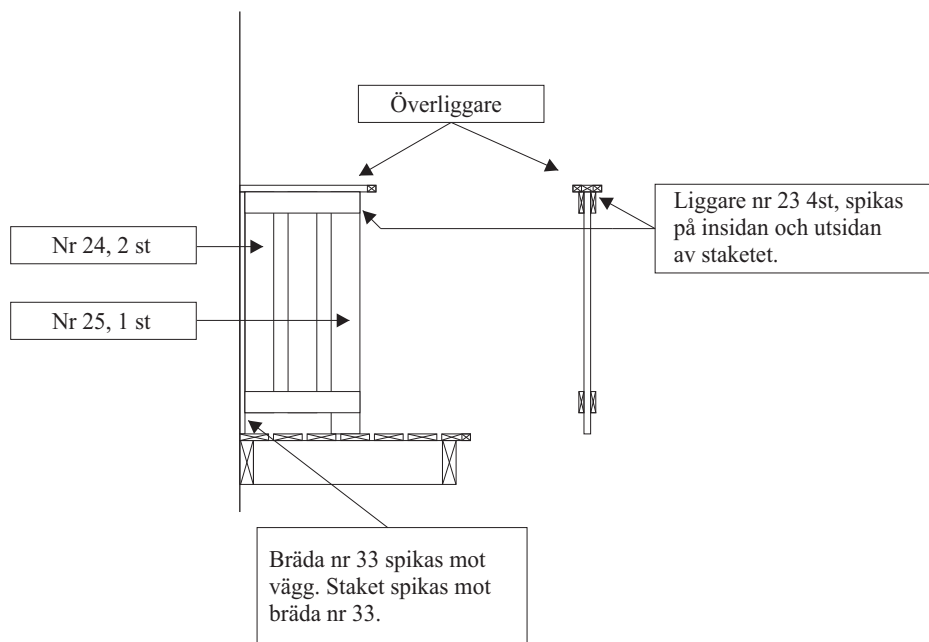 Överliggare
Liggare nr 23 4st, spikas
på insidan och utsidan
av staketet.
Nr 24, 2 st
Nr 25, 1 st
Bräda nr 33 spikas mot
vägg. Staket spikas mot
bräda nr 33.